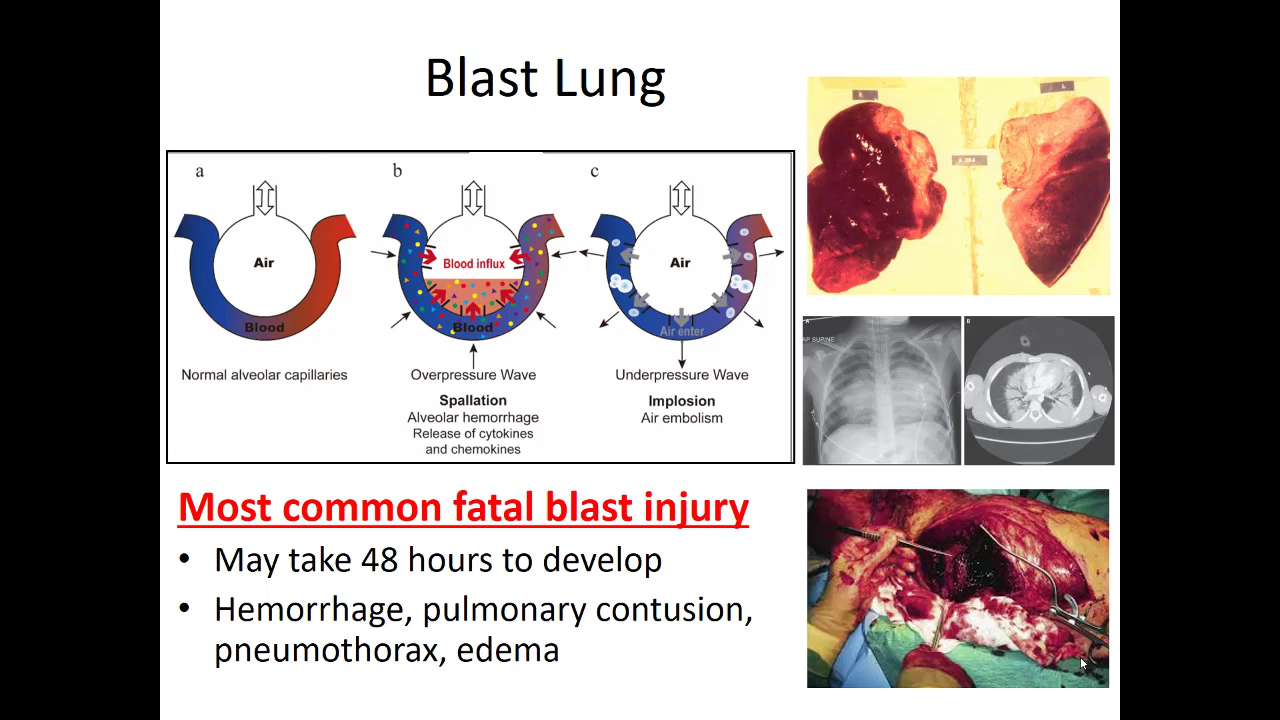 Blast Lung
a
b
c
Air
Blood influx
Air
Blood
Blood
Air enter
Normal alveolar capillaries
Overpressure Wave
Underpressure Wave
Spallation
Implosion
Alveolar hemorrhage
Air embolism
Release of cytokines
and chemokines
R.
L.
A
AP SUPINE
B
Most common fatal blast injury
• May take 48 hours to develop
• Hemorrhage, pulmonary contusion,
pneumothorax, edema